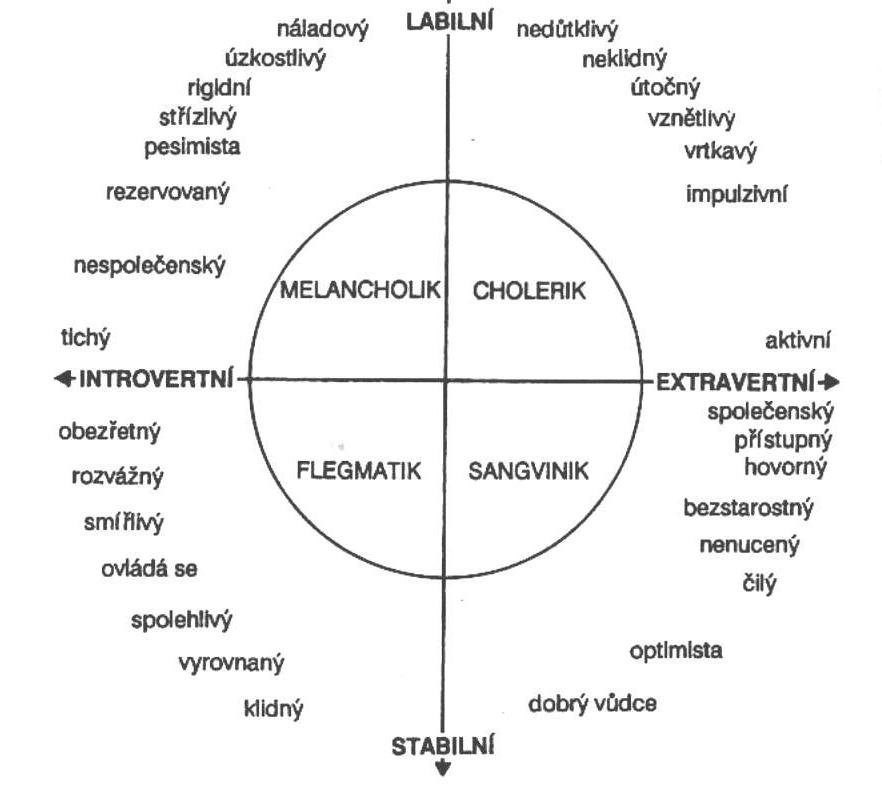 LABILNÍ
náladový
úzkostlivý
rigidní
střízlivý
pesimista
rezervovaný
nespolečenský
tichý
nedůtklivý
neklidný
útočný
vznětlivý
vrtkavý
impulzivní
aktivní
MELANCHOLIK
CHOLERIK
INTROVERTNÍ
EXTRAVERTNÍ
FLEGMATIK
SANGVINIK
obezřetný
rozvážný
smířlivý
ovládá se
spolehlivý
vyrovnaný
klidný
společenský
přístupný
hovorný
bezstarostný
nenucený
čilý
optimista
dobrý vůdce
STABILNÍ